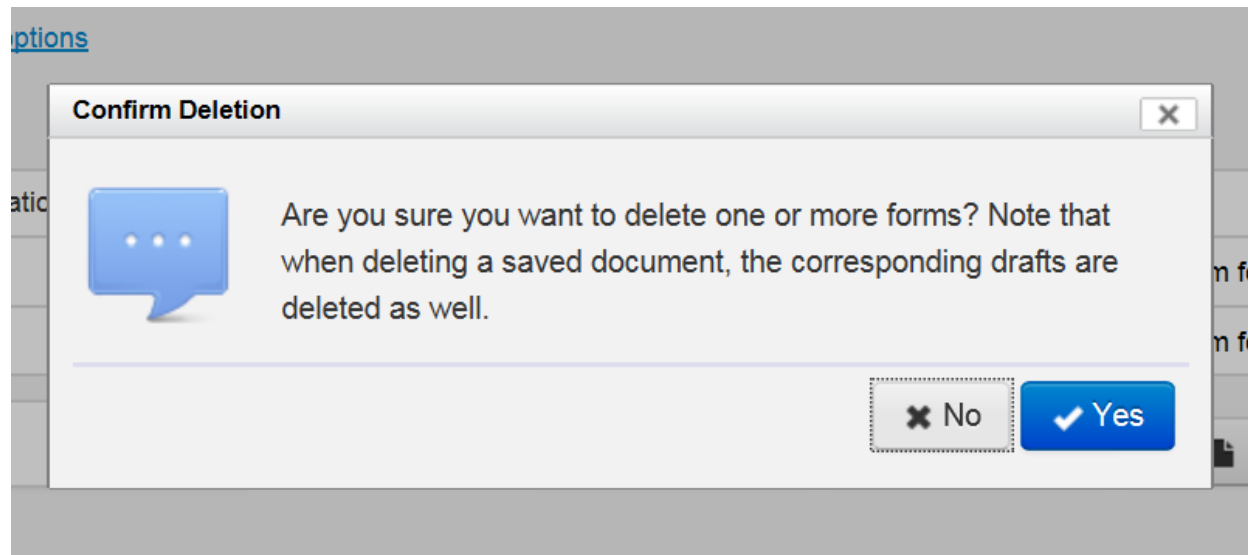 ptions
Confirm Deletion
atio
Are you sure you want to delete one or more forms? Note that
when deleting a saved document, the corresponding drafts are
deleted as well.
m f
m f
No
Yes